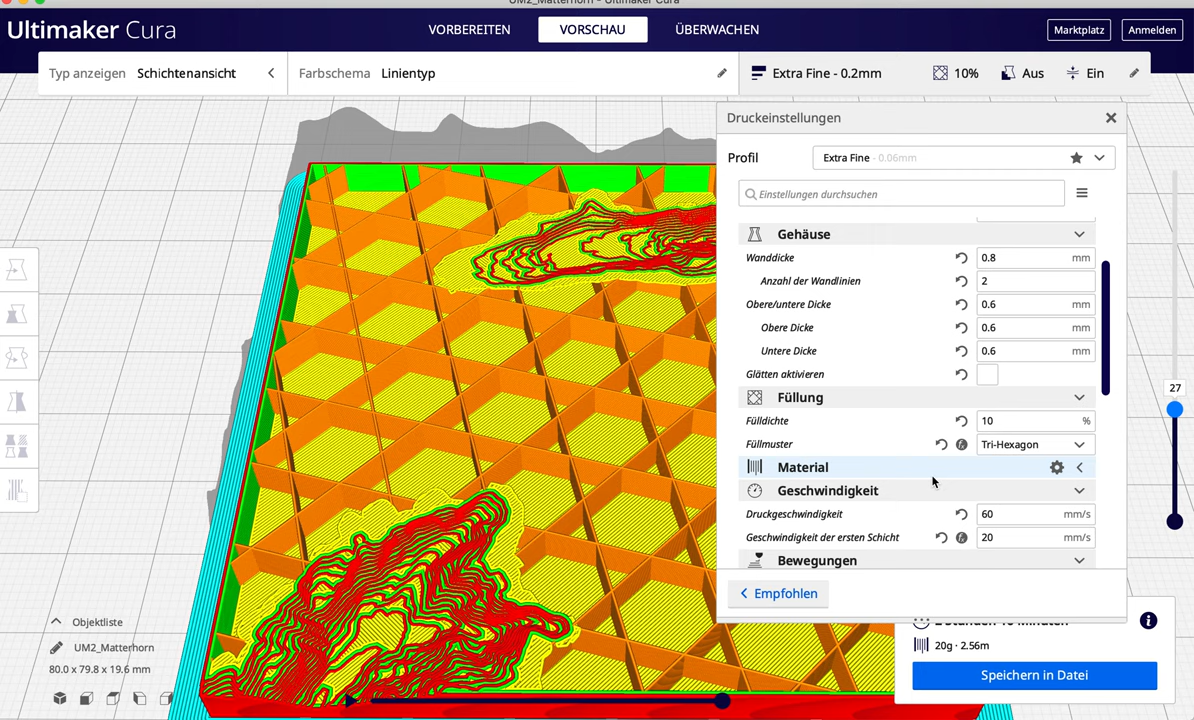 UM2_Matterhorn - Ultimaker Cura
Ultimaker Cura
VORBEREITEN
VORSCHAU
ÜBERWACHEN
Marktplatz
Anmelden
Typ anzeigen Schichtenansicht
Farbschema Linientyp
Extra Fine - 0.2mm
10%
Aus
Ein
Druckeinstellungen
Profil
Extra Fine - 0.06mm
Einstellungen durchsuchen
Gehäuse
Wanddicke 0.8 mm
Anzahl der Wandlinien 2
Obere/untere Dicke 0.6 mm
Obere Dicke 0.6 mm
Untere Dicke 0.6 mm
Glätten aktivieren
Füllung
Fülldichte 10 %
Füllmuster Tri-Hexagon
Material
Geschwindigkeit
Druckgeschwindigkeit 60 mm/s
Geschwindigkeit der ersten Schicht 20 mm/s
Bewegungen
Empfohlen
27
Objektliste
UM2_Matterhorn
80.0 x 79.8 x 19.6 mm
20g · 2.56m
Speichern in Datei